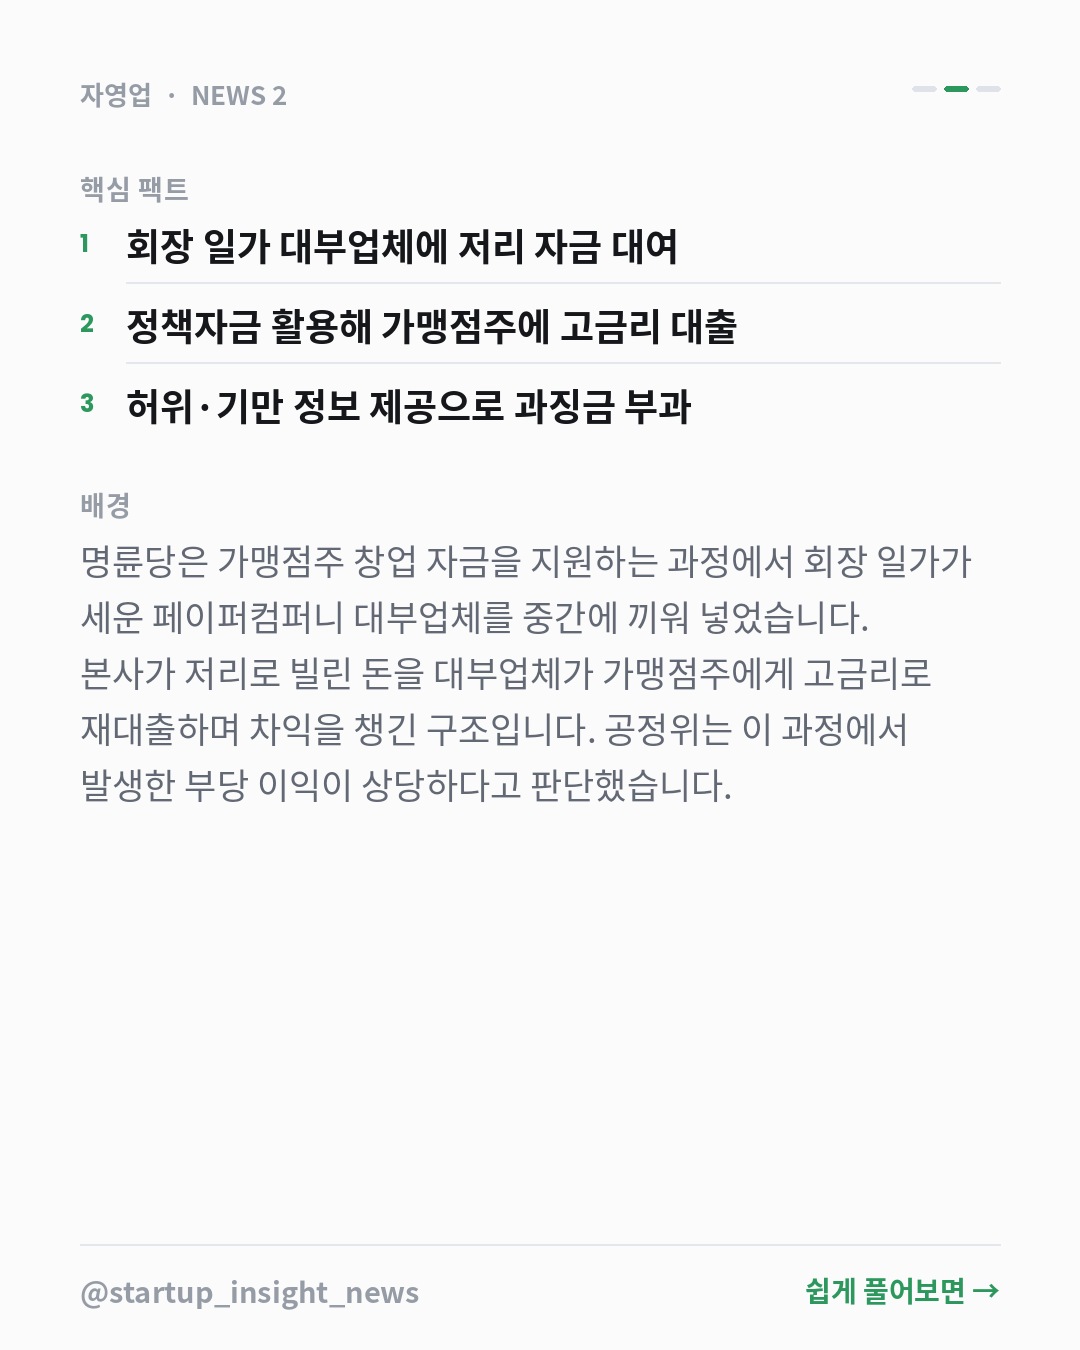 자영업 · NEWS 2
핵심 팩트
1 회장 일가 대부업체에 저리 자금 대여
2 정책자금 활용해 가맹점주에 고금리 대출
3 허위·기만 정보 제공으로 과징금 부과
배경
명륜당은 가맹점주 창업 자금을 지원하는 과정에서 회장 일가가
세운 페이퍼컴퍼니 대부업체를 중간에 끼워 넣었습니다.
본사가 저리로 빌린 돈을 대부업체가 가맹점주에게 고금리로
재대출하며 차익을 챙긴 구조입니다. 공정위는 이 과정에서
발생한 부당 이익이 상당하다고 판단했습니다.
@startup_insight_news
쉽게 풀어보면 →